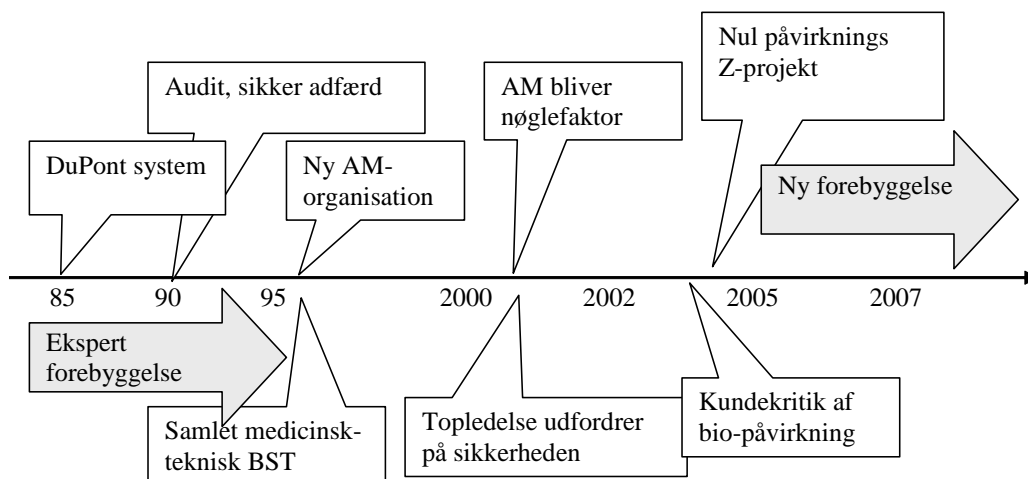 Nul påvirknings
Z-projekt
Audit, sikker adfærd
AM bliver
nøglefaktor
DuPont system
Ny AM-
organisation
Ny forebyggelse
85 90 95 2000 2002 2005 2007
Ekspert
forebyggelse
Samlet medicinsk-
teknisk BST
Topledelse udfordrer
på sikkerheden
Kundekritik af
bio-påvirkning